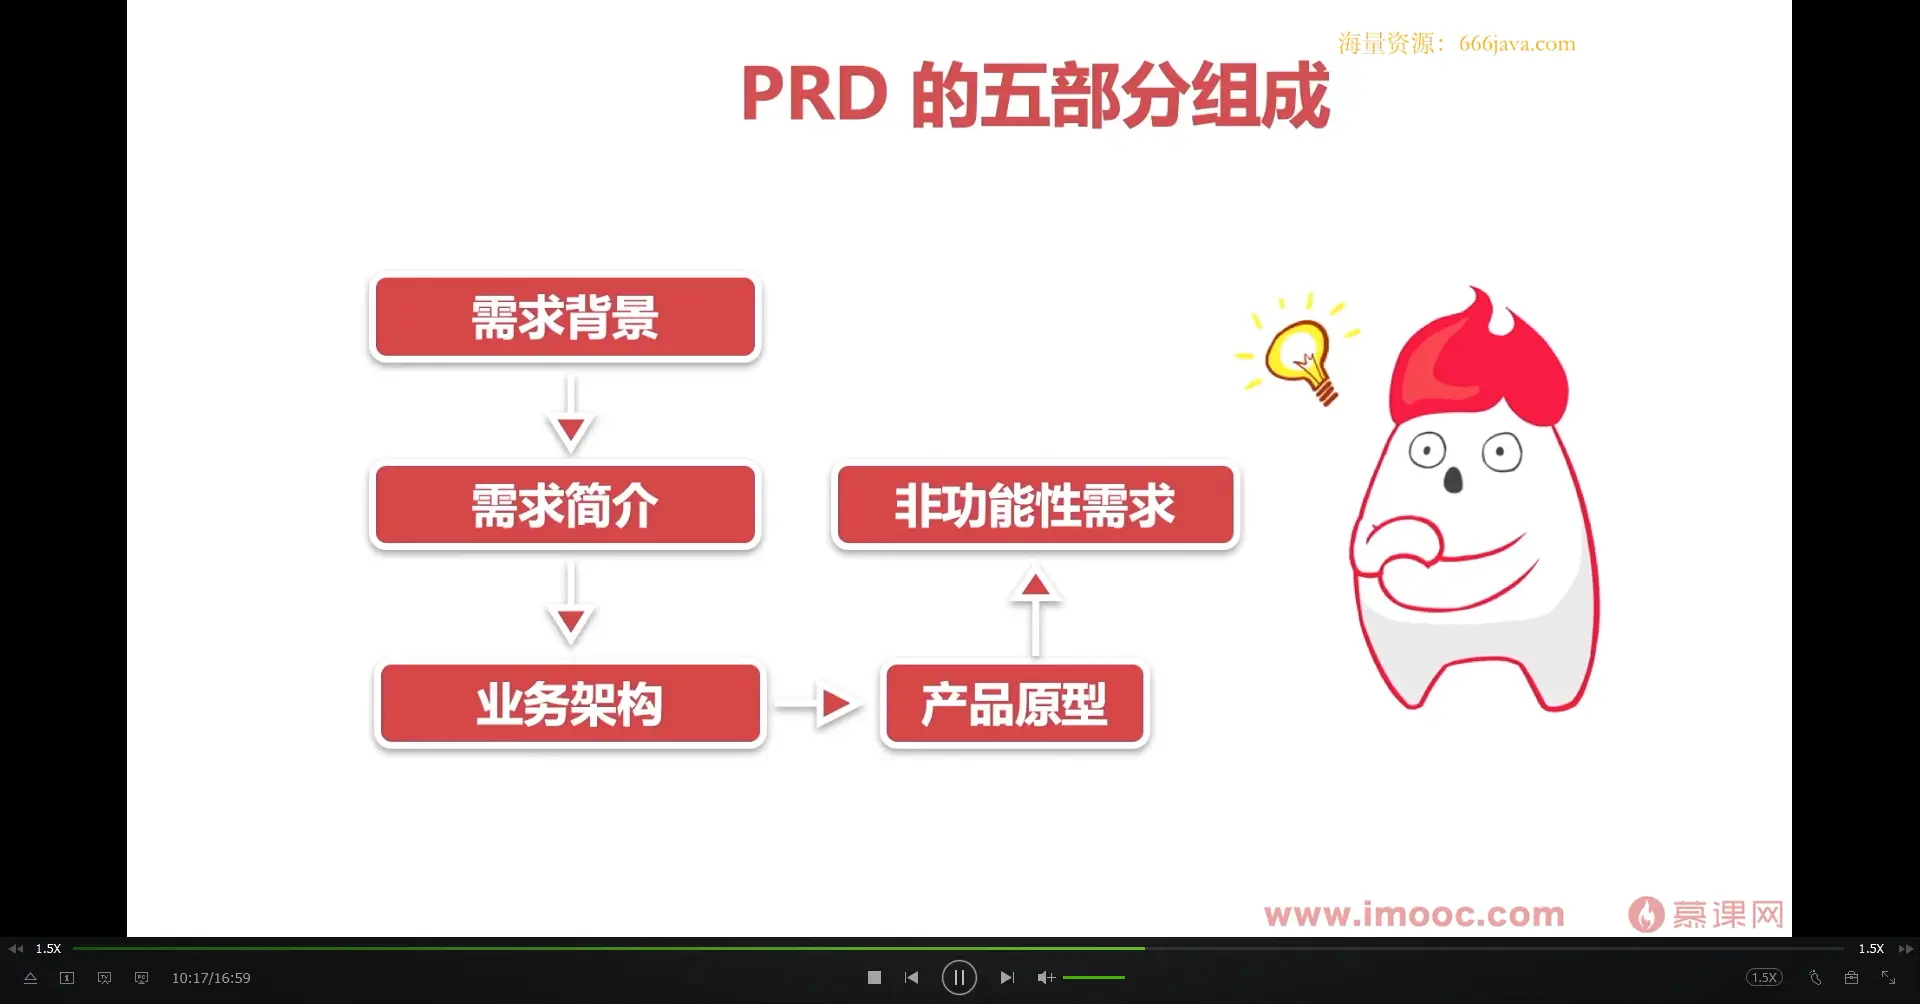 海量资源：666java.com
PRD 的五部分组成
需求背景
需求简介
非功能性需求
业务架构
产品原型
www.imooc.com
慕课网
1.5X
1.5X
10:17/16:59
1.5X